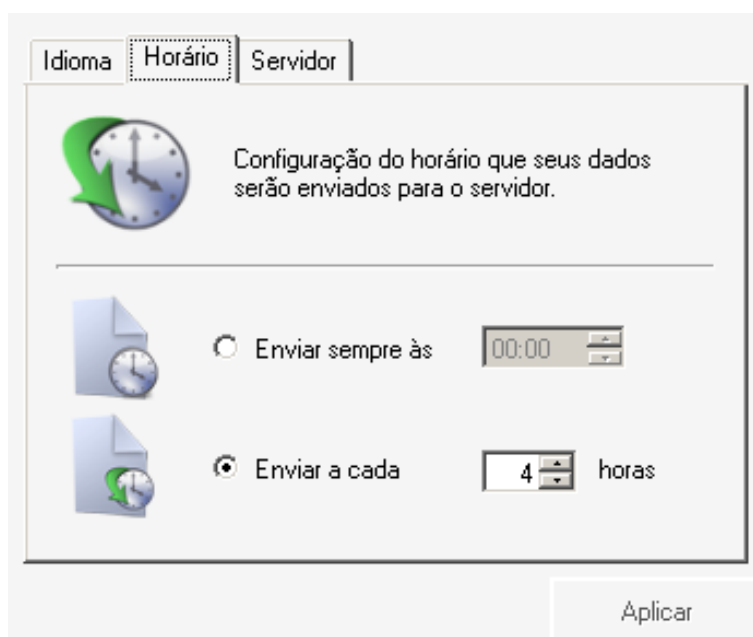 Idioma Horário Servidor
Configuração do horário que seus dados
serão enviados para o servidor.
Enviar sempre às 00:00
Enviar a cada 4 horas
Aplicar